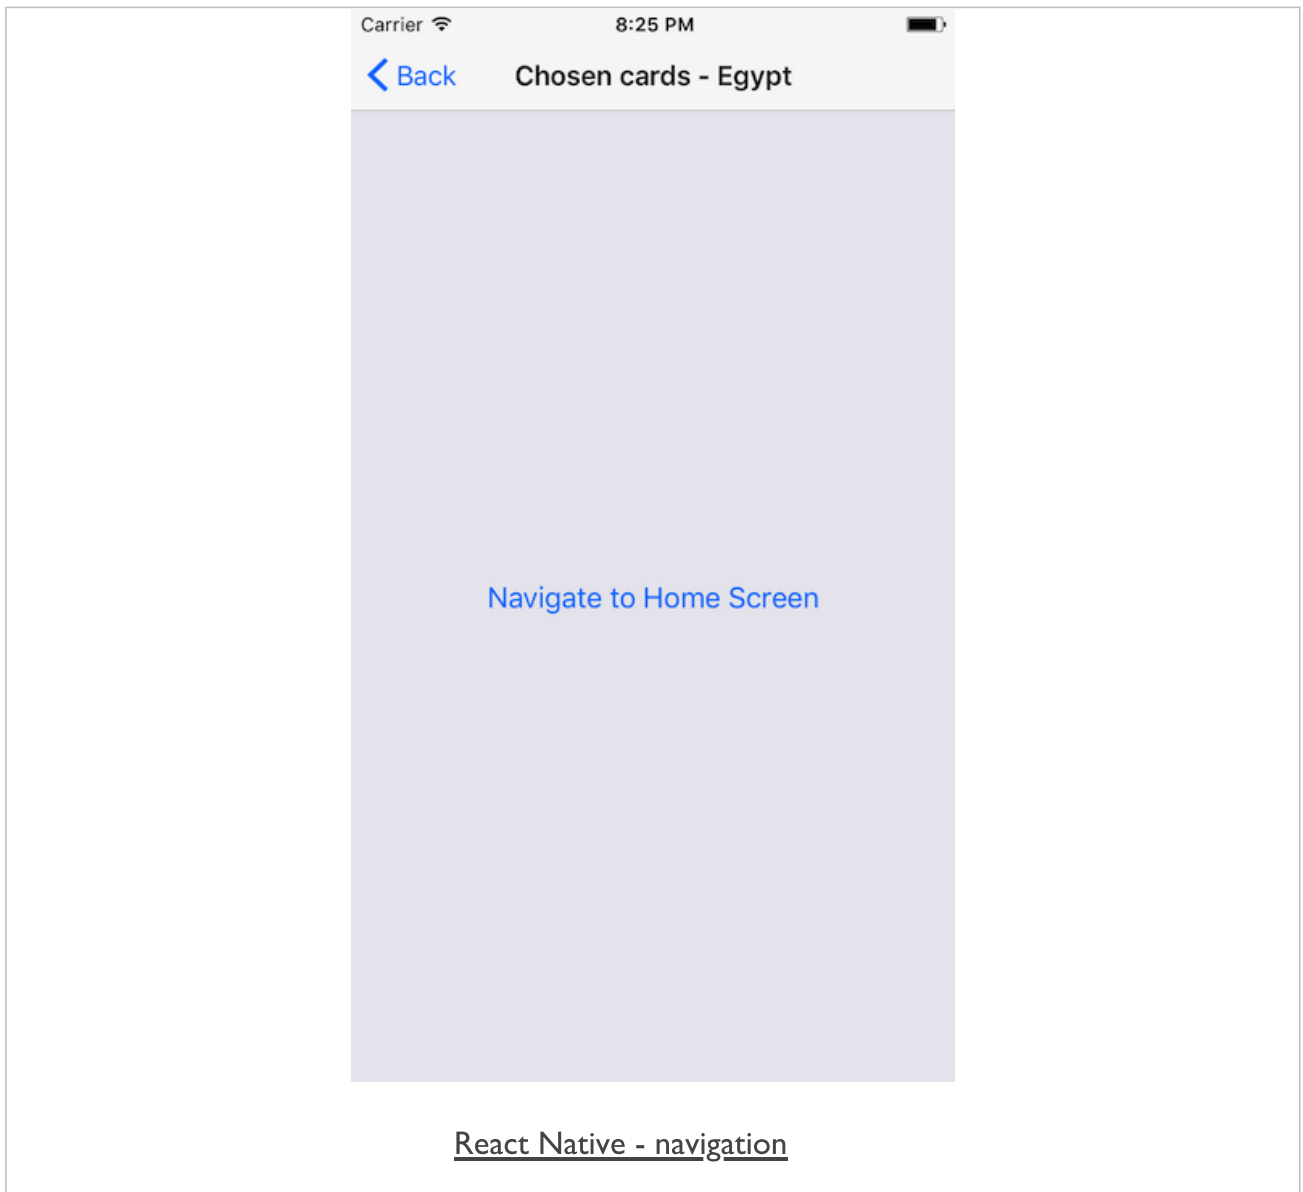 Carrier 8:25 PM
Back Chosen cards - Egypt
Navigate to Home Screen
React Native - navigation